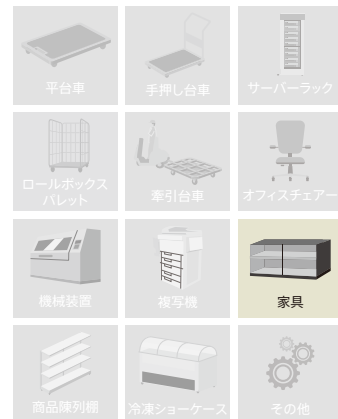 平台車
手押し台車
サーバーラック
ロールボックス
パレット
牽引台車
オフィスチェアー
機械装置
複写機
家具
商品陳列棚
冷凍ショーケース
その他